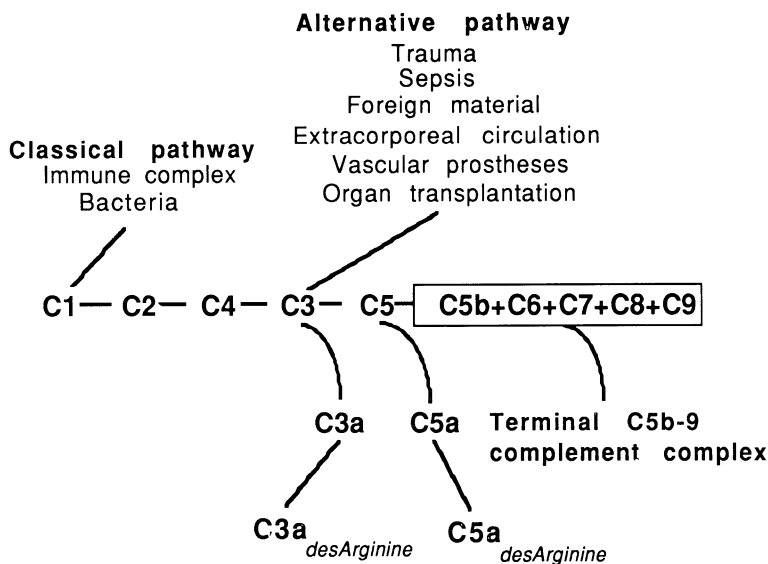 Alternative pathway
Trauma
Sepsis
Foreign material
Extracorporeal circulation
Vascular prostheses
Organ transplantation
Classical pathway
Immune complex
Bacteria
C1 — C2 — C4 — C3 — C5 — C5b+C6+C7+C8+C9
C3a C5a Terminal C5b-9
complement complex
C3a desArginine C5a desArginine